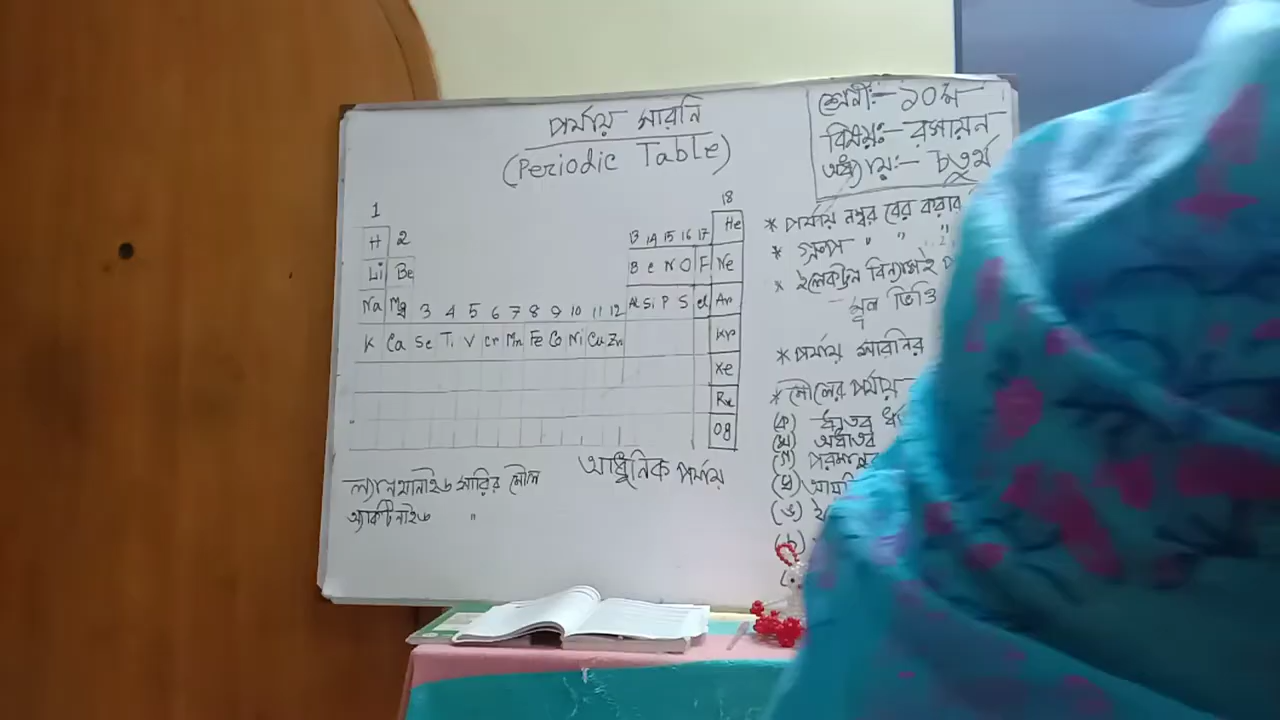 পর্যায় সারনি
(Periodic Table)
শ্রেনী:- ১০ম
বিষয়:- রসায়ন
অধ্যায়:- চতুর্থ
1 18
H 2 13 14 15 16 17 He
Li Be B C N O F Ne
Na Mg 3 4 5 6 7 8 9 10 11 12 Al Si P S Cl Ar
K Ca Sc Ti V Cr Mn Fe Co Ni Cu Zn Kr
Xe
Rn
Og
আধুনিক পর্যায়
ল্যান্থানাইড সারির মৌল
অ্যাকটিনাইড "
* পর্যায় নম্বর বের করার
* গ্রুপ " " "
* ইলেকট্রন বিন্যাসই
মূল ভিত্তি
* পর্যায় সারনির
* মৌলের পর্যায়
(ক) ধাতব
(খ) অধাতব
(গ)
(ঘ)
(ঙ)
(চ)